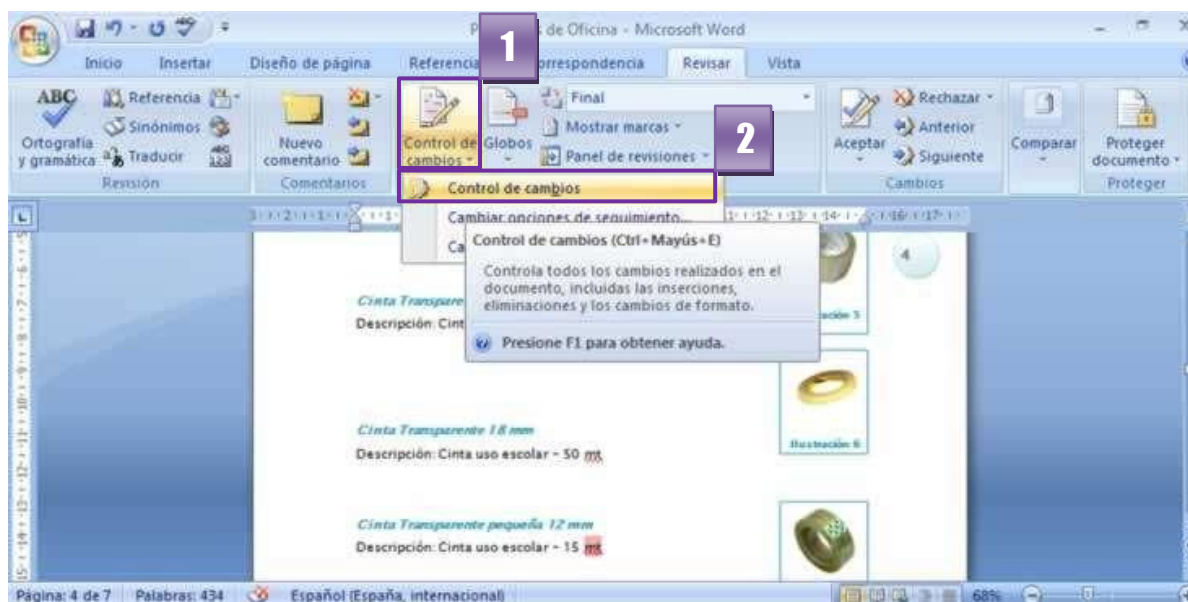 de Oficina - Microsoft Word
1
Inicio Insertar Diseño de página Referencia orrespondencia Revisar Vista
ABC Ortografía y gramática
Referencia
Sinónimos
Traducir
Revisión
Nuevo comentario
Comentarios
Control de cambios
Globos
Final
Mostrar marcas
Panel de revisiones
2
Aceptar
Rechazar
Anterior
Siguiente
Cambios
Comparar
Proteger documento
Proteger
Control de cambios
Cambiar opciones de seguimiento...
Ca
Control de cambios (Ctrl+Mayús+E)
Controla todos los cambios realizados en el
documento, incluidas las inserciones,
eliminaciones y los cambios de formato.
Presione F1 para obtener ayuda.
4
Cinta Transpare
Descripción: Cint
ación 5
Cinta Transparente 18 mm
Descripción: Cinta uso escolar – 50 mt
Ilustración 6
Cinta Transparente pequeña 12 mm
Descripción: Cinta uso escolar – 15 mt
Página: 4 de 7 Palabras: 434 Español (España, internacional) 68%